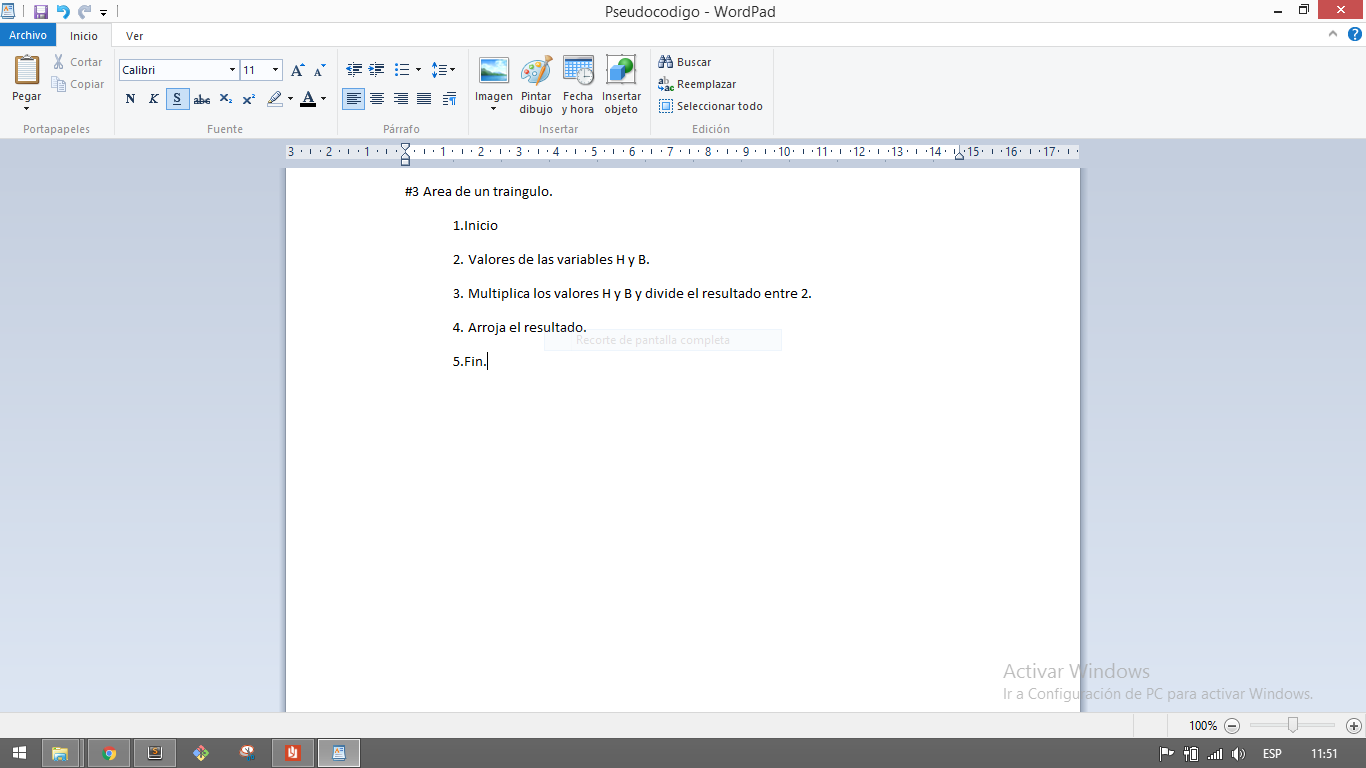 Pseudocodigo - WordPad
Archivo Inicio Ver
Pegar Cortar Copiar
Calibri 11
N K S abc X₂ X² A
Imagen Pintar dibujo Fecha y hora Insertar objeto
Buscar
Reemplazar
Seleccionar todo
Portapapeles Fuente Párrafo Insertar Edición
3 2 1 1 2 3 4 5 6 7 8 9 10 11 12 13 14 15 16 17
#3 Area de un traingulo.
1.Inicio
2. Valores de las variables H y B.
3. Multiplica los valores H y B y divide el resultado entre 2.
4. Arroja el resultado.
Recorte de pantalla completa
5.Fin.
Activar Windows
Ir a Configuración de PC para activar Windows.
100%
ESP 11:51